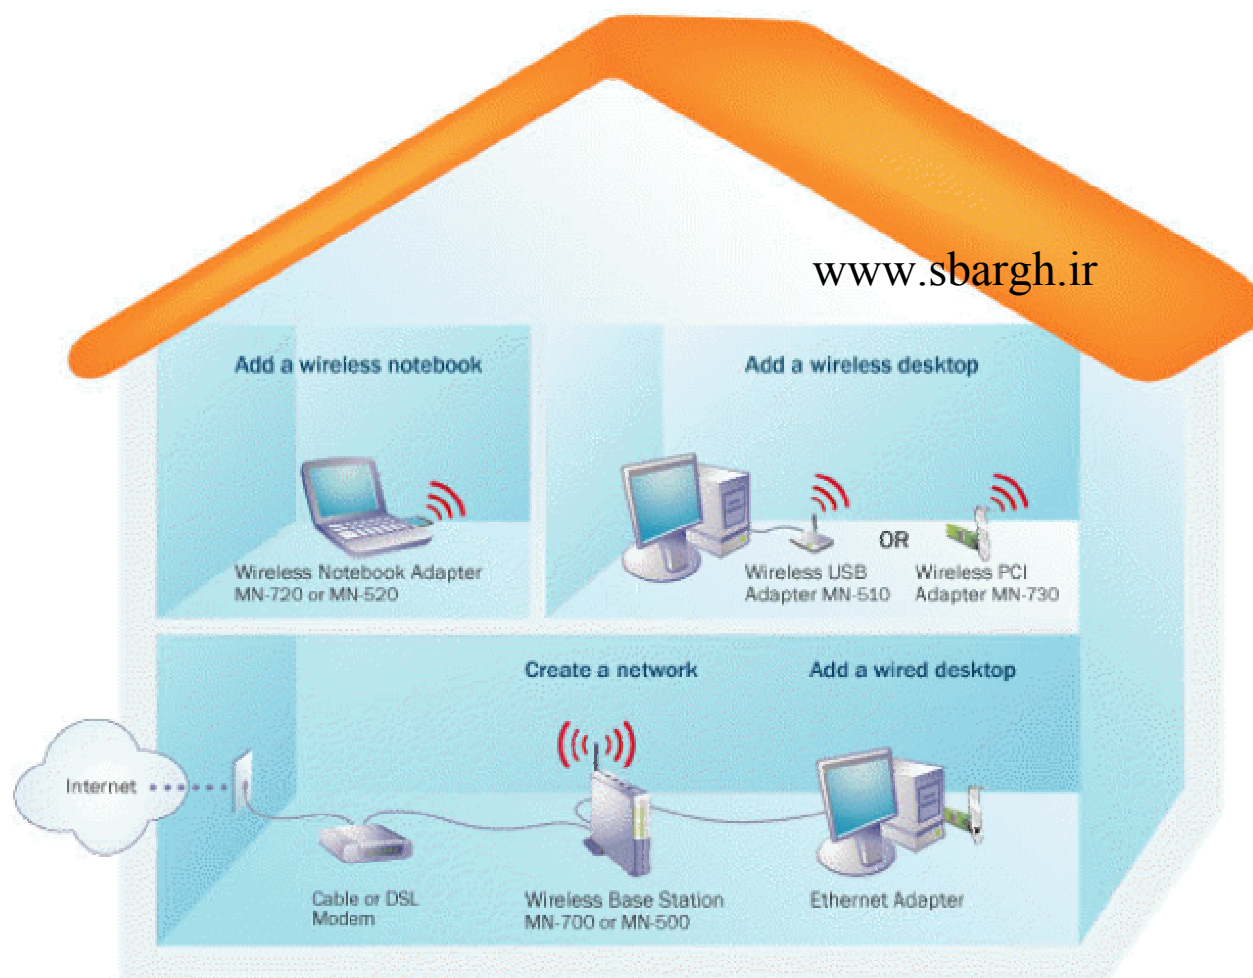 www.sbargh.ir
Add a wireless notebook
Add a wireless desktop
OR
Wireless Notebook Adapter
MN-720 or MN-520
Wireless USB
Adapter MN-510
Wireless PCI
Adapter MN-730
Create a network
Add a wired desktop
Internet
Cable or DSL
Modem
Wireless Base Station
MN-700 or MN-500
Ethernet Adapter